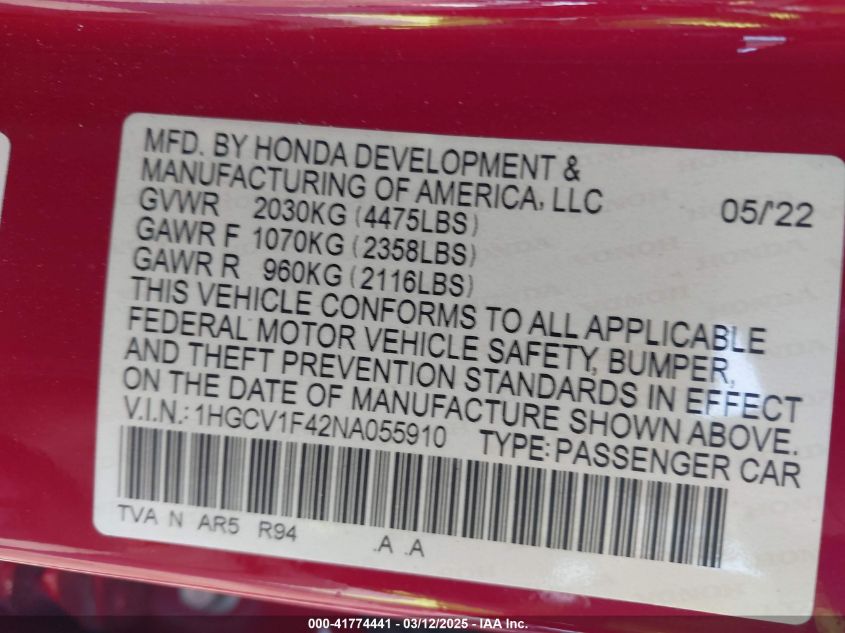 MFD. BY HONDA DEVELOPMENT &
MANUFACTURING OF AMERICA, LLC
GVWR 2030KG (4475LBS) 05/'22
GAWR F 1070KG (2358LBS)
GAWR R 960KG (2116LBS)
THIS VEHICLE CONFORMS TO ALL APPLICABLE
FEDERAL MOTOR VEHICLE SAFETY, BUMPER,
AND THEFT PREVENTION STANDARDS IN EFFECT
ON THE DATE OF MANUFACTURE SHOWN ABOVE.
V.I.N.: 1HGCV1F42NA055910 TYPE: PASSENGER CAR
TVA N AR5 R94 .A .A
000-41774441 - 03/12/2025 - IAA Inc.